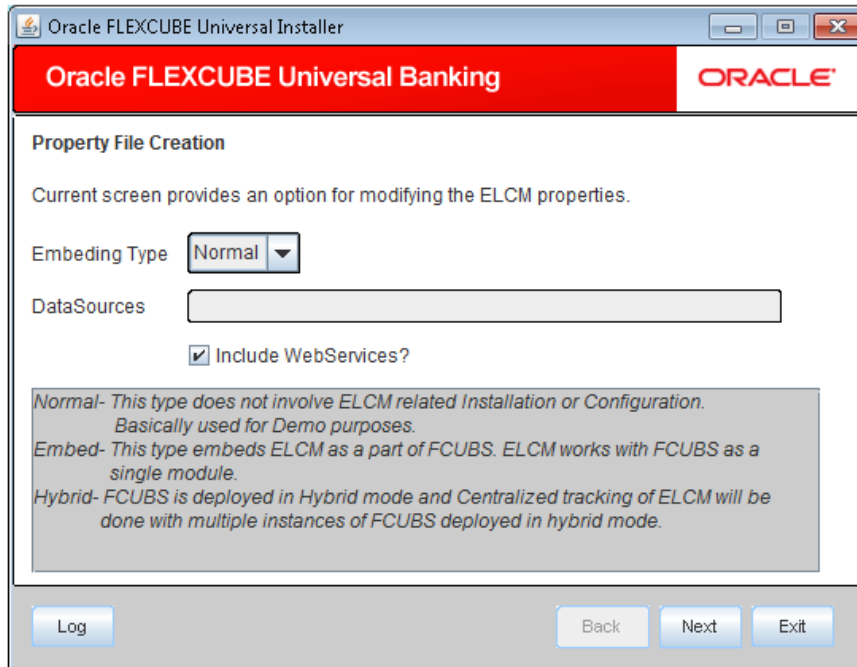 Oracle FLEXCUBE Universal Installer
Oracle FLEXCUBE Universal Banking
ORACLE®
Property File Creation
Current screen provides an option for modifying the ELCM properties.
Embeding Type Normal
DataSources
Include WebServices?
Normal- This type does not involve ELCM related Installation or Configuration.
Basically used for Demo purposes.
Embed- This type embeds ELCM as a part of FCUBS. ELCM works with FCUBS as a
single module.
Hybrid- FCUBS is deployed in Hybrid mode and Centralized tracking of ELCM will be
done with multiple instances of FCUBS deployed in hybrid mode.
Log Back Next Exit